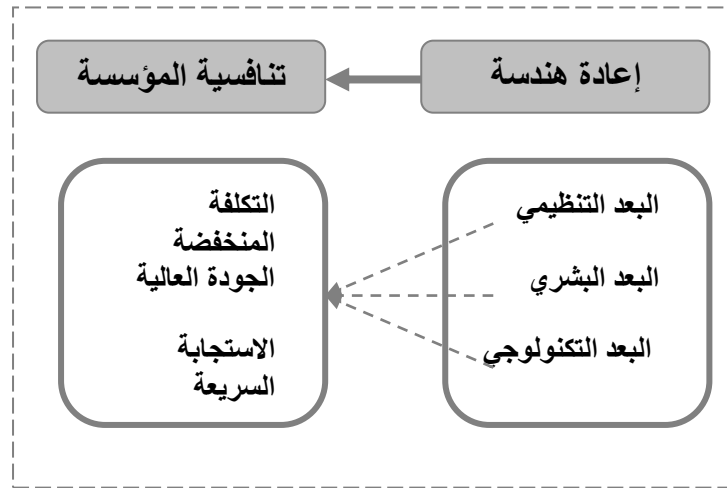 إعادة هندسة
تنافسية المؤسسة
البعد التنظيمي
البعد البشري
البعد التكنولوجي
التكلفة
المنخفضة
الجودة العالية
الاستجابة
السريعة